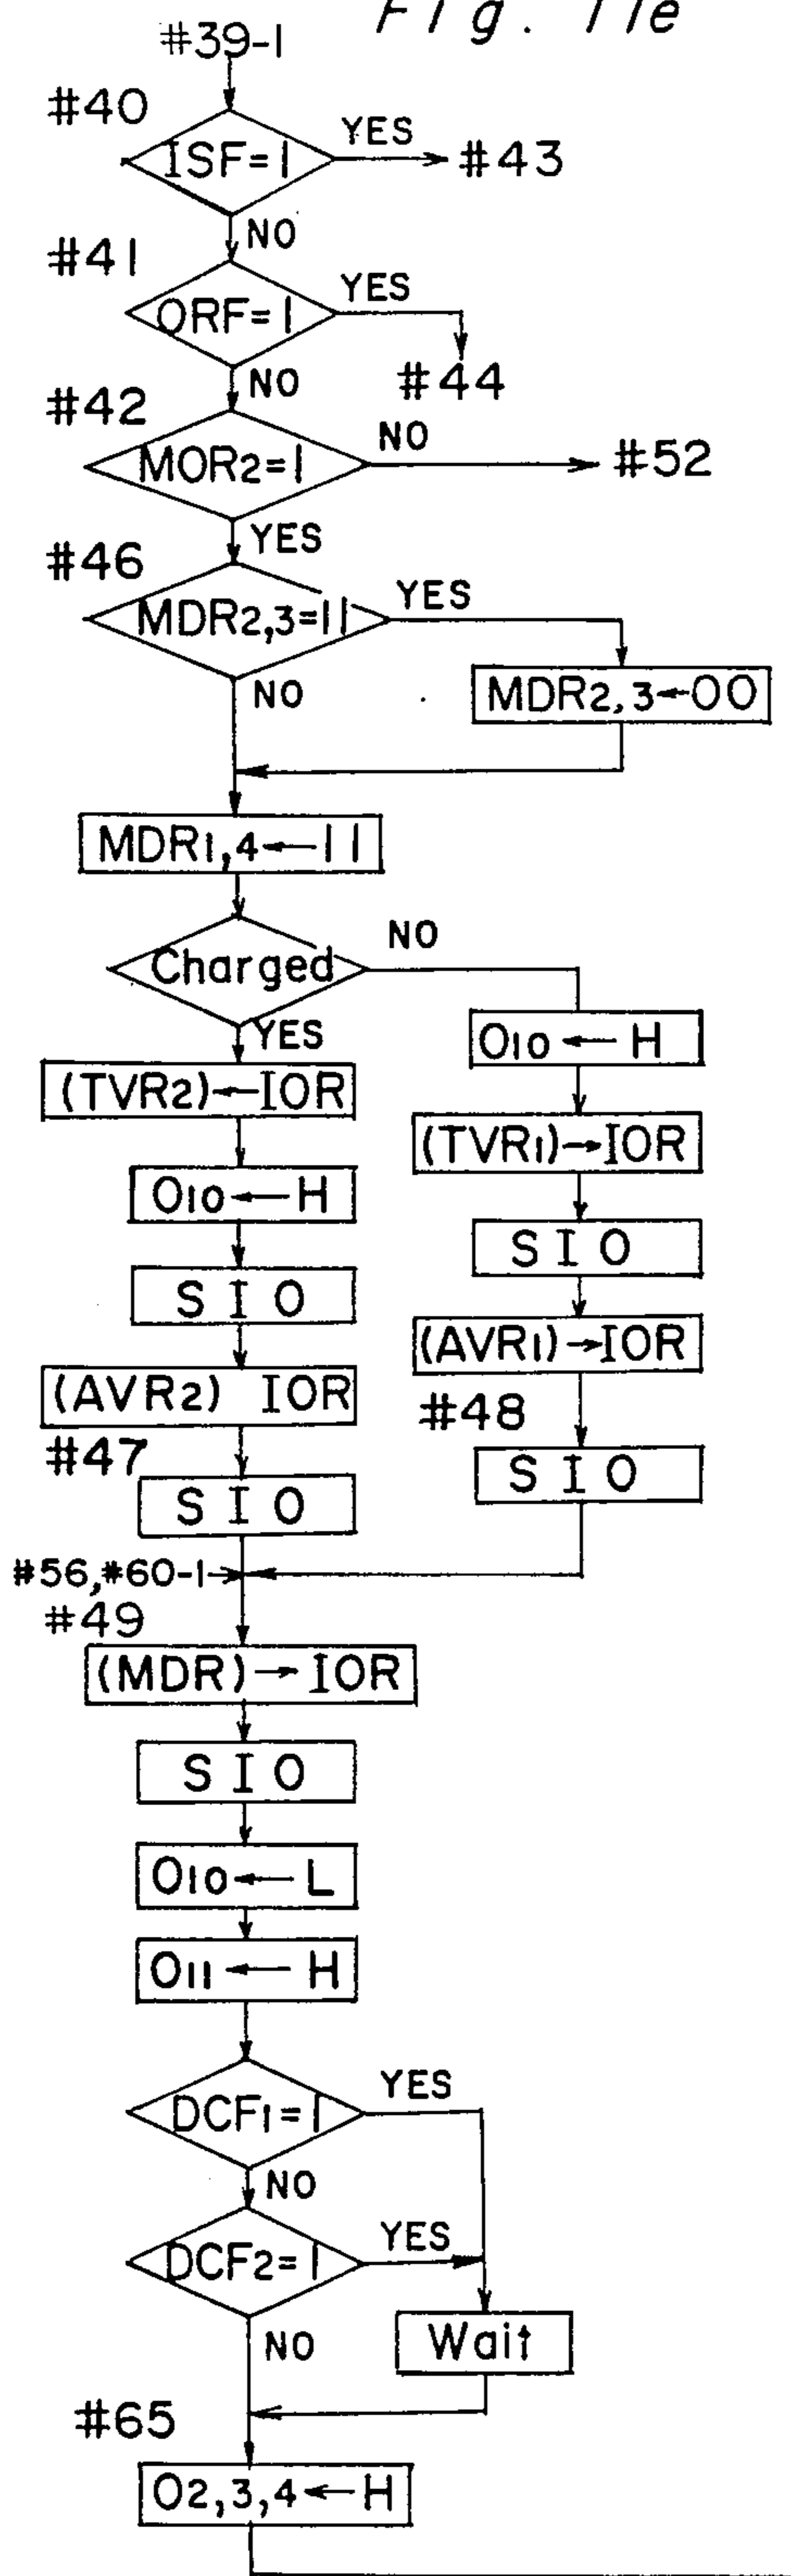 Fig. 11e
#39-1
#40
ISF=1
YES
#43
NO
#41
ORF=1
YES
#44
NO
#42
MOR2=1
NO
#52
YES
#46
MDR2,3=11
YES
MDR2,3←00
NO
MDR1,4←11
Charged
NO
YES
O10←H
(TVR2)←IOR
(TVR1)→IOR
O10←H
SIO
SIO
(AVR1)→IOR
(AVR2) IOR
#48
#47
SIO
SIO
#56,#60-1
#49
(MDR)→IOR
SIO
O10←L
O11←H
DCF1=1
YES
NO
DCF2=1
YES
NO
Wait
#65
O2,3,4←H